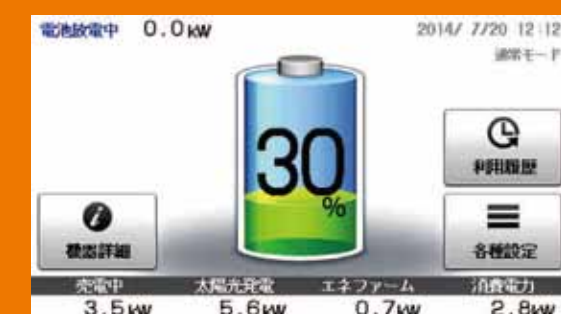 電池放電中 0.0kW 2014/ 7/20 12:12
通常モード
30%
利用履歴
機器詳細
各種設定
売電中 太陽光発電 エネファーム 消費電力
3.5kW 5.6kW 0.7kW 2.8kW